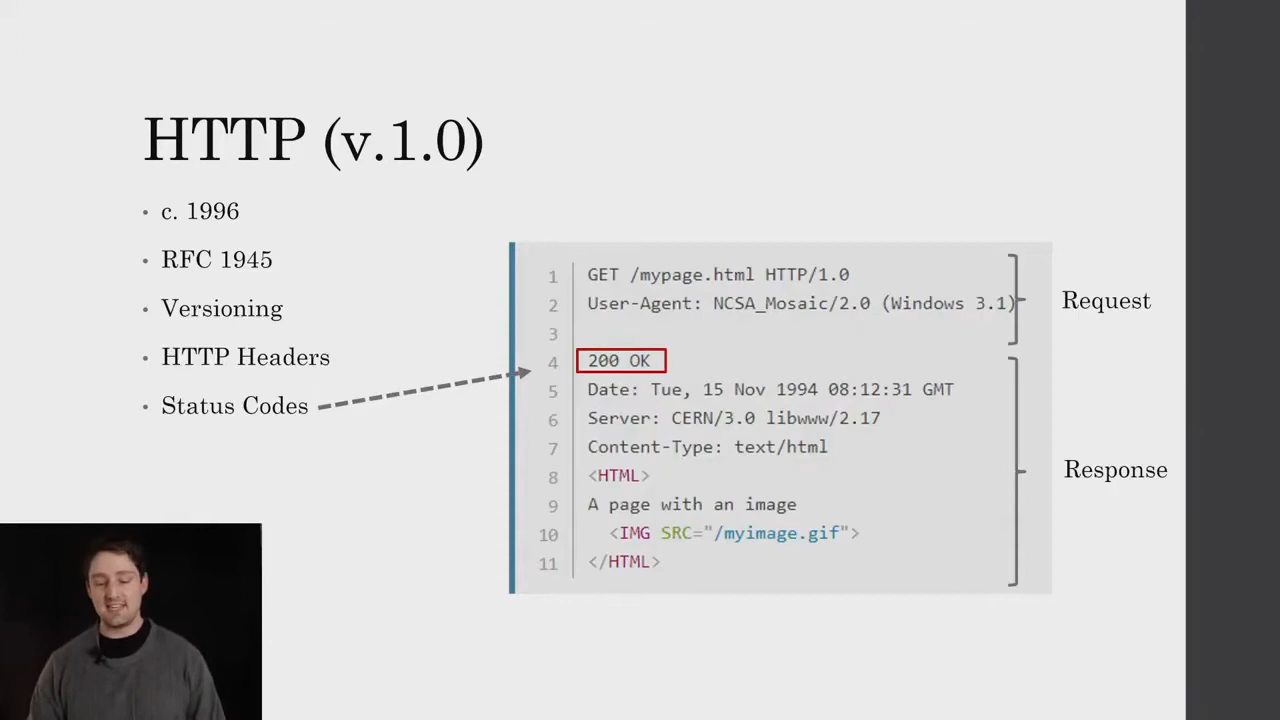 HTTP (v.1.0)
• c. 1996
• RFC 1945
• Versioning
• HTTP Headers
• Status Codes
1 GET /mypage.html HTTP/1.0
2 User-Agent: NCSA_Mosaic/2.0 (Windows 3.1)
3
4 200 OK
5 Date: Tue, 15 Nov 1994 08:12:31 GMT
6 Server: CERN/3.0 libwww/2.17
7 Content-Type: text/html
8 <HTML>
9 A page with an image
10 <IMG SRC="/myimage.gif">
11 </HTML>
Request
Response